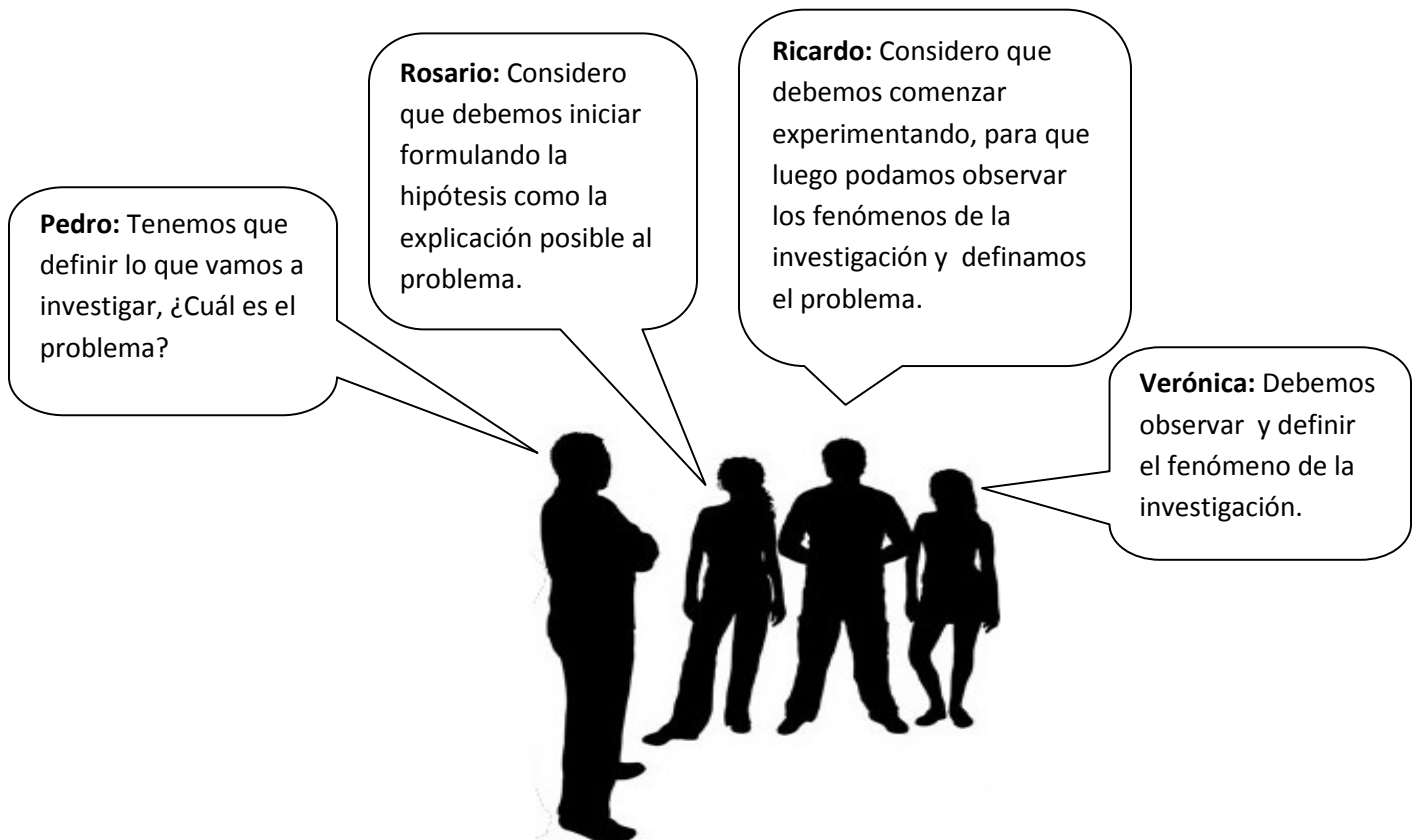 Pedro: Tenemos que
definir lo que vamos a
investigar, ¿Cuál es el
problema?
Rosario: Considero
que debemos iniciar
formulando la
hipótesis como la
explicación posible al
problema.
Ricardo: Considero que
debemos comenzar
experimentando, para que
luego podamos observar
los fenómenos de la
investigación y definamos
el problema.
Verónica: Debemos
observar y definir
el fenómeno de la
investigación.